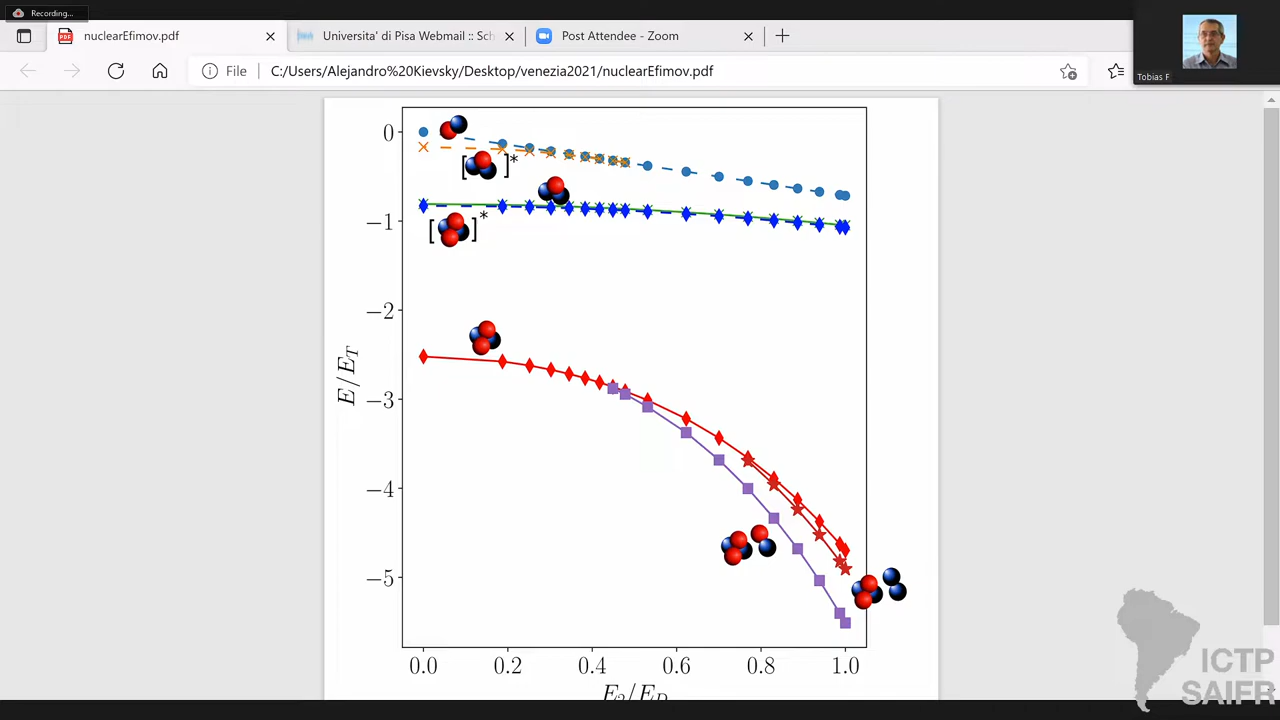 Recording...
nuclearEfimov.pdf
Universita' di Pisa Webmail :: Sch
Post Attendee - Zoom
File
C:/Users/Alejandro%20Kievsky/Desktop/venezia2021/nuclearEfimov.pdf
Tobias F
0
[ ]*
−1
[ ]*
−2
E/E_T
−3
−4
−5
0.0 0.2 0.4 0.6 0.8 1.0
ICTP
SAIFR